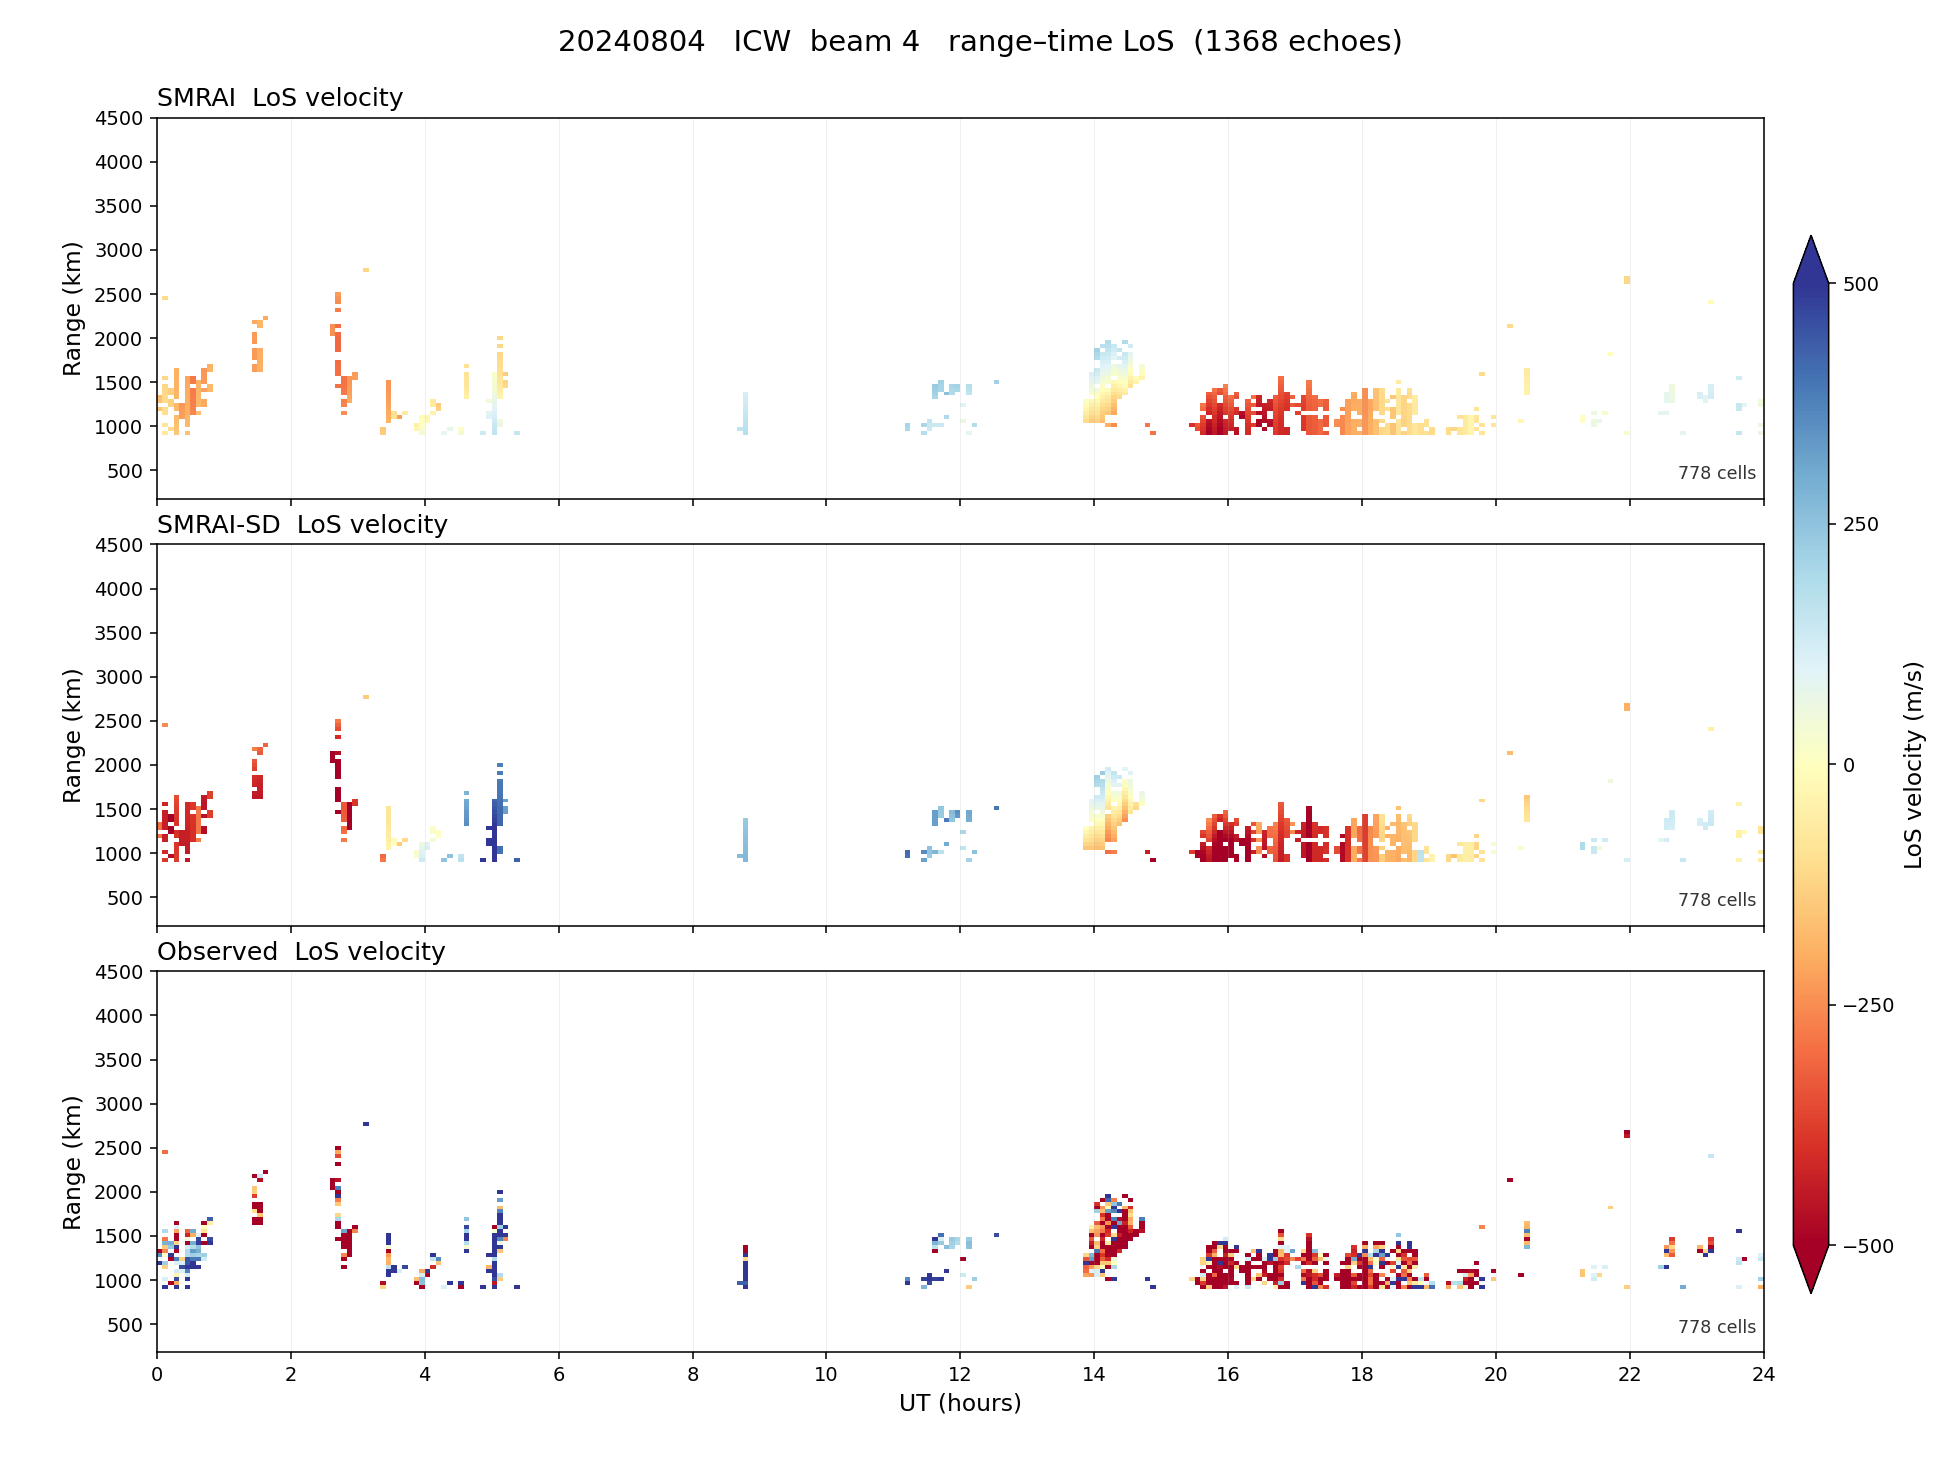 20240804   ICW  beam 4   range–time LoS  (1368 echoes)
SMRAI  LoS velocity
4500
4000
3500
3000
2500
2000
1500
1000
500
Range (km)
778 cells
SMRAI-SD  LoS velocity
4500
4000
3500
3000
2500
2000
1500
1000
500
Range (km)
778 cells
Observed  LoS velocity
4500
4000
3500
3000
2500
2000
1500
1000
500
Range (km)
778 cells
0 2 4 6 8 10 12 14 16 18 20 22 24
UT (hours)
500
250
0
−250
−500
LoS velocity (m/s)